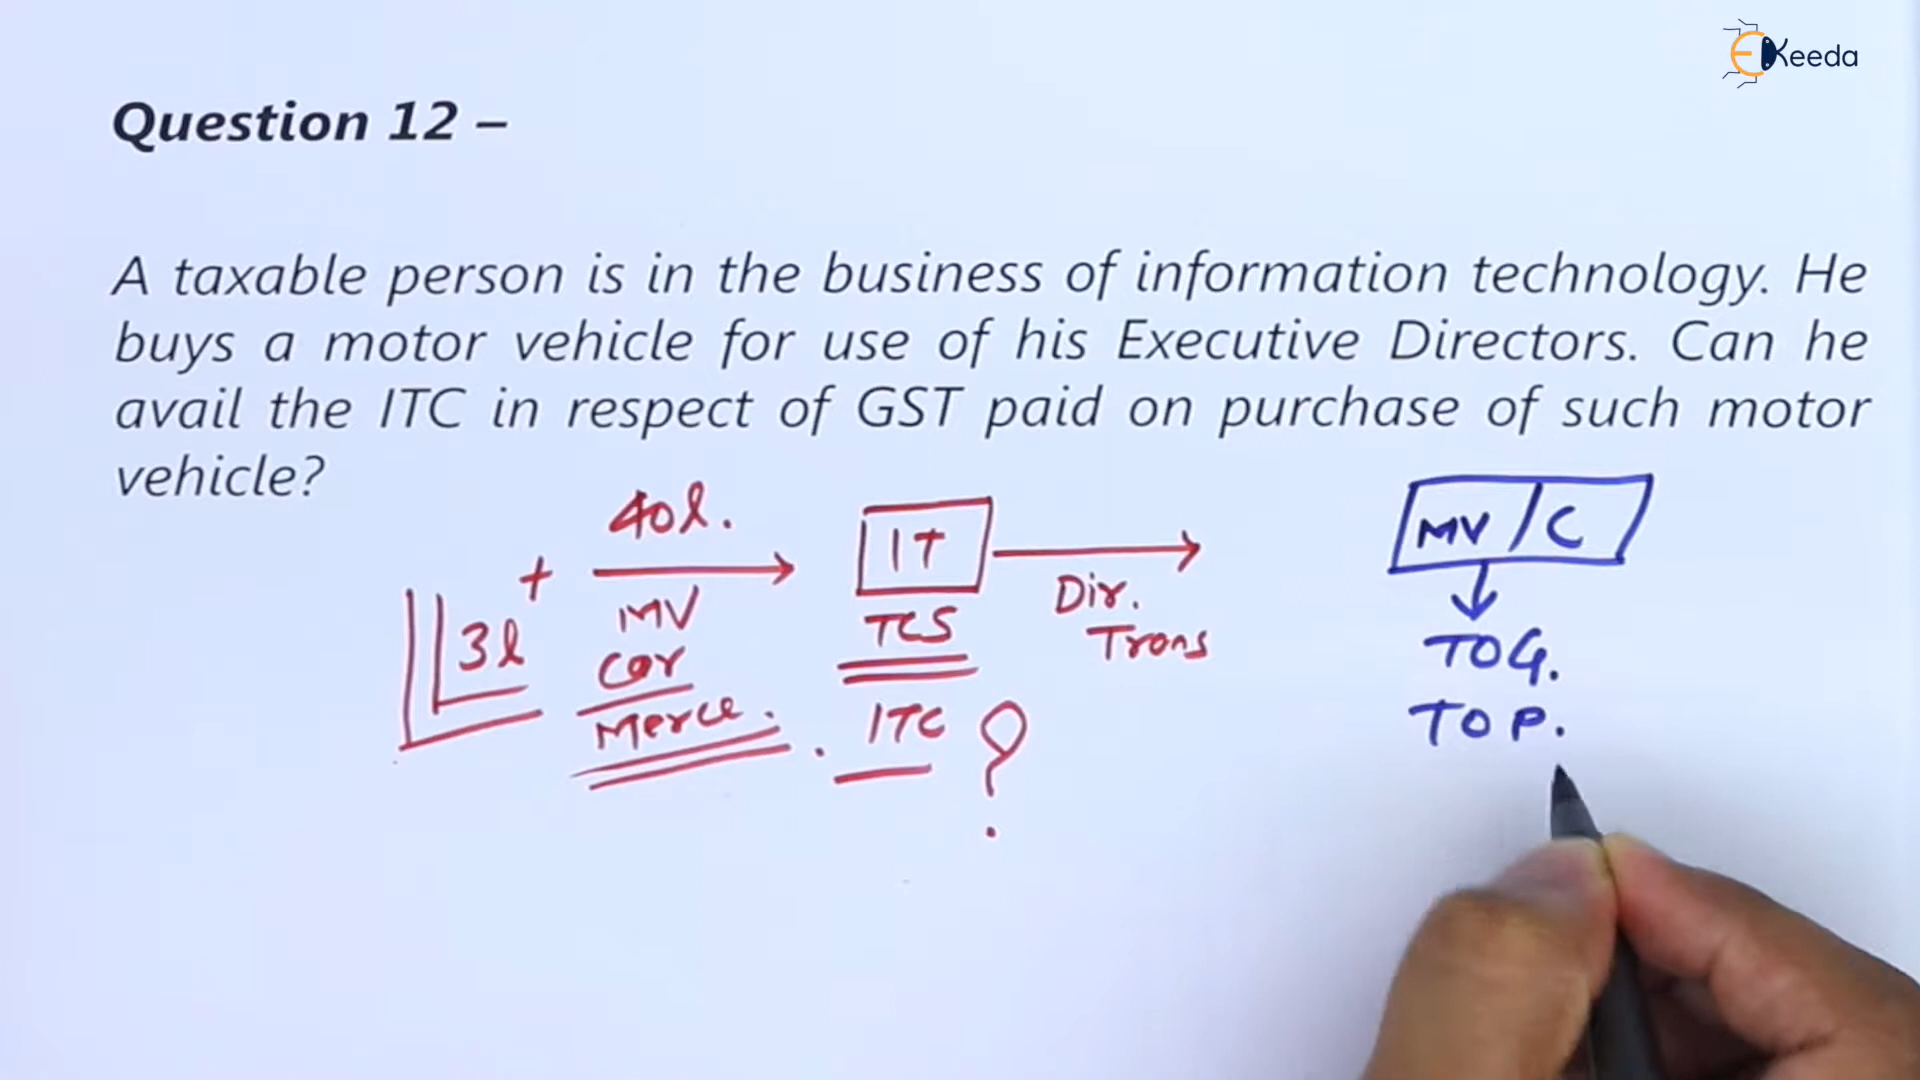 EKeeda
Question 12 –
A taxable person is in the business of information technology. He
buys a motor vehicle for use of his Executive Directors. Can he
avail the ITC in respect of GST paid on purchase of such motor
vehicle?
40l.
+
3l
MV
Car
Merce.
IT
TCS
ITC ?
Dir.
Trans
MV/C
TOG.
TOP.